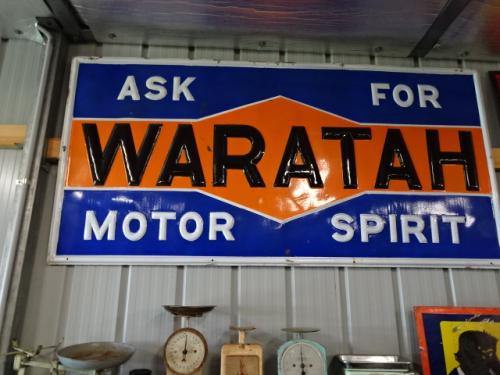 ASK FOR
WARATAH
MOTOR SPIRIT